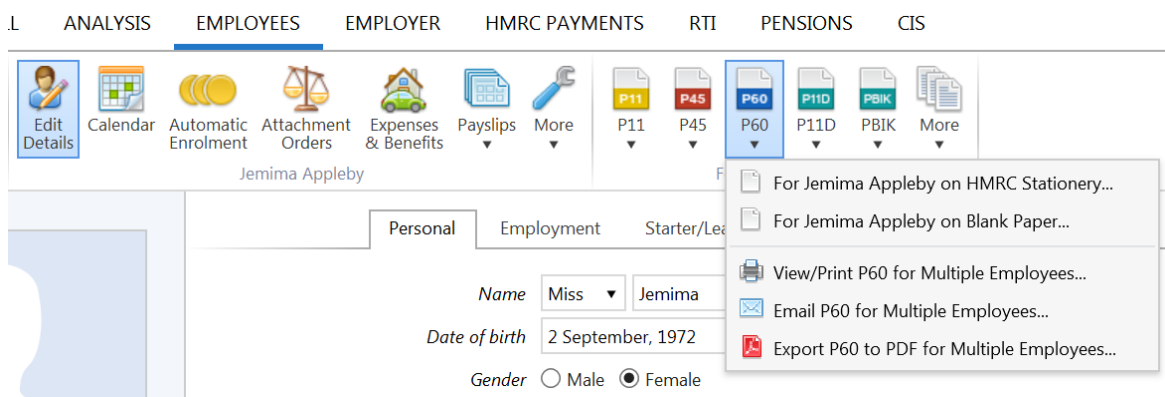 ANALYSIS EMPLOYEES EMPLOYER HMRC PAYMENTS RTI PENSIONS CIS
P11 P45 P60 P11D PBIK
Edit Details Calendar Automatic Enrolment Attachment Orders Expenses & Benefits Payslips More P11 P45 P60 P11D PBIK More
Jemima Appleby
For Jemima Appleby on HMRC Stationery...
For Jemima Appleby on Blank Paper...
View/Print P60 for Multiple Employees...
Email P60 for Multiple Employees...
Export P60 to PDF for Multiple Employees...
Personal Employment
Name Miss Jemima
Date of birth 2 September, 1972
Gender Male Female